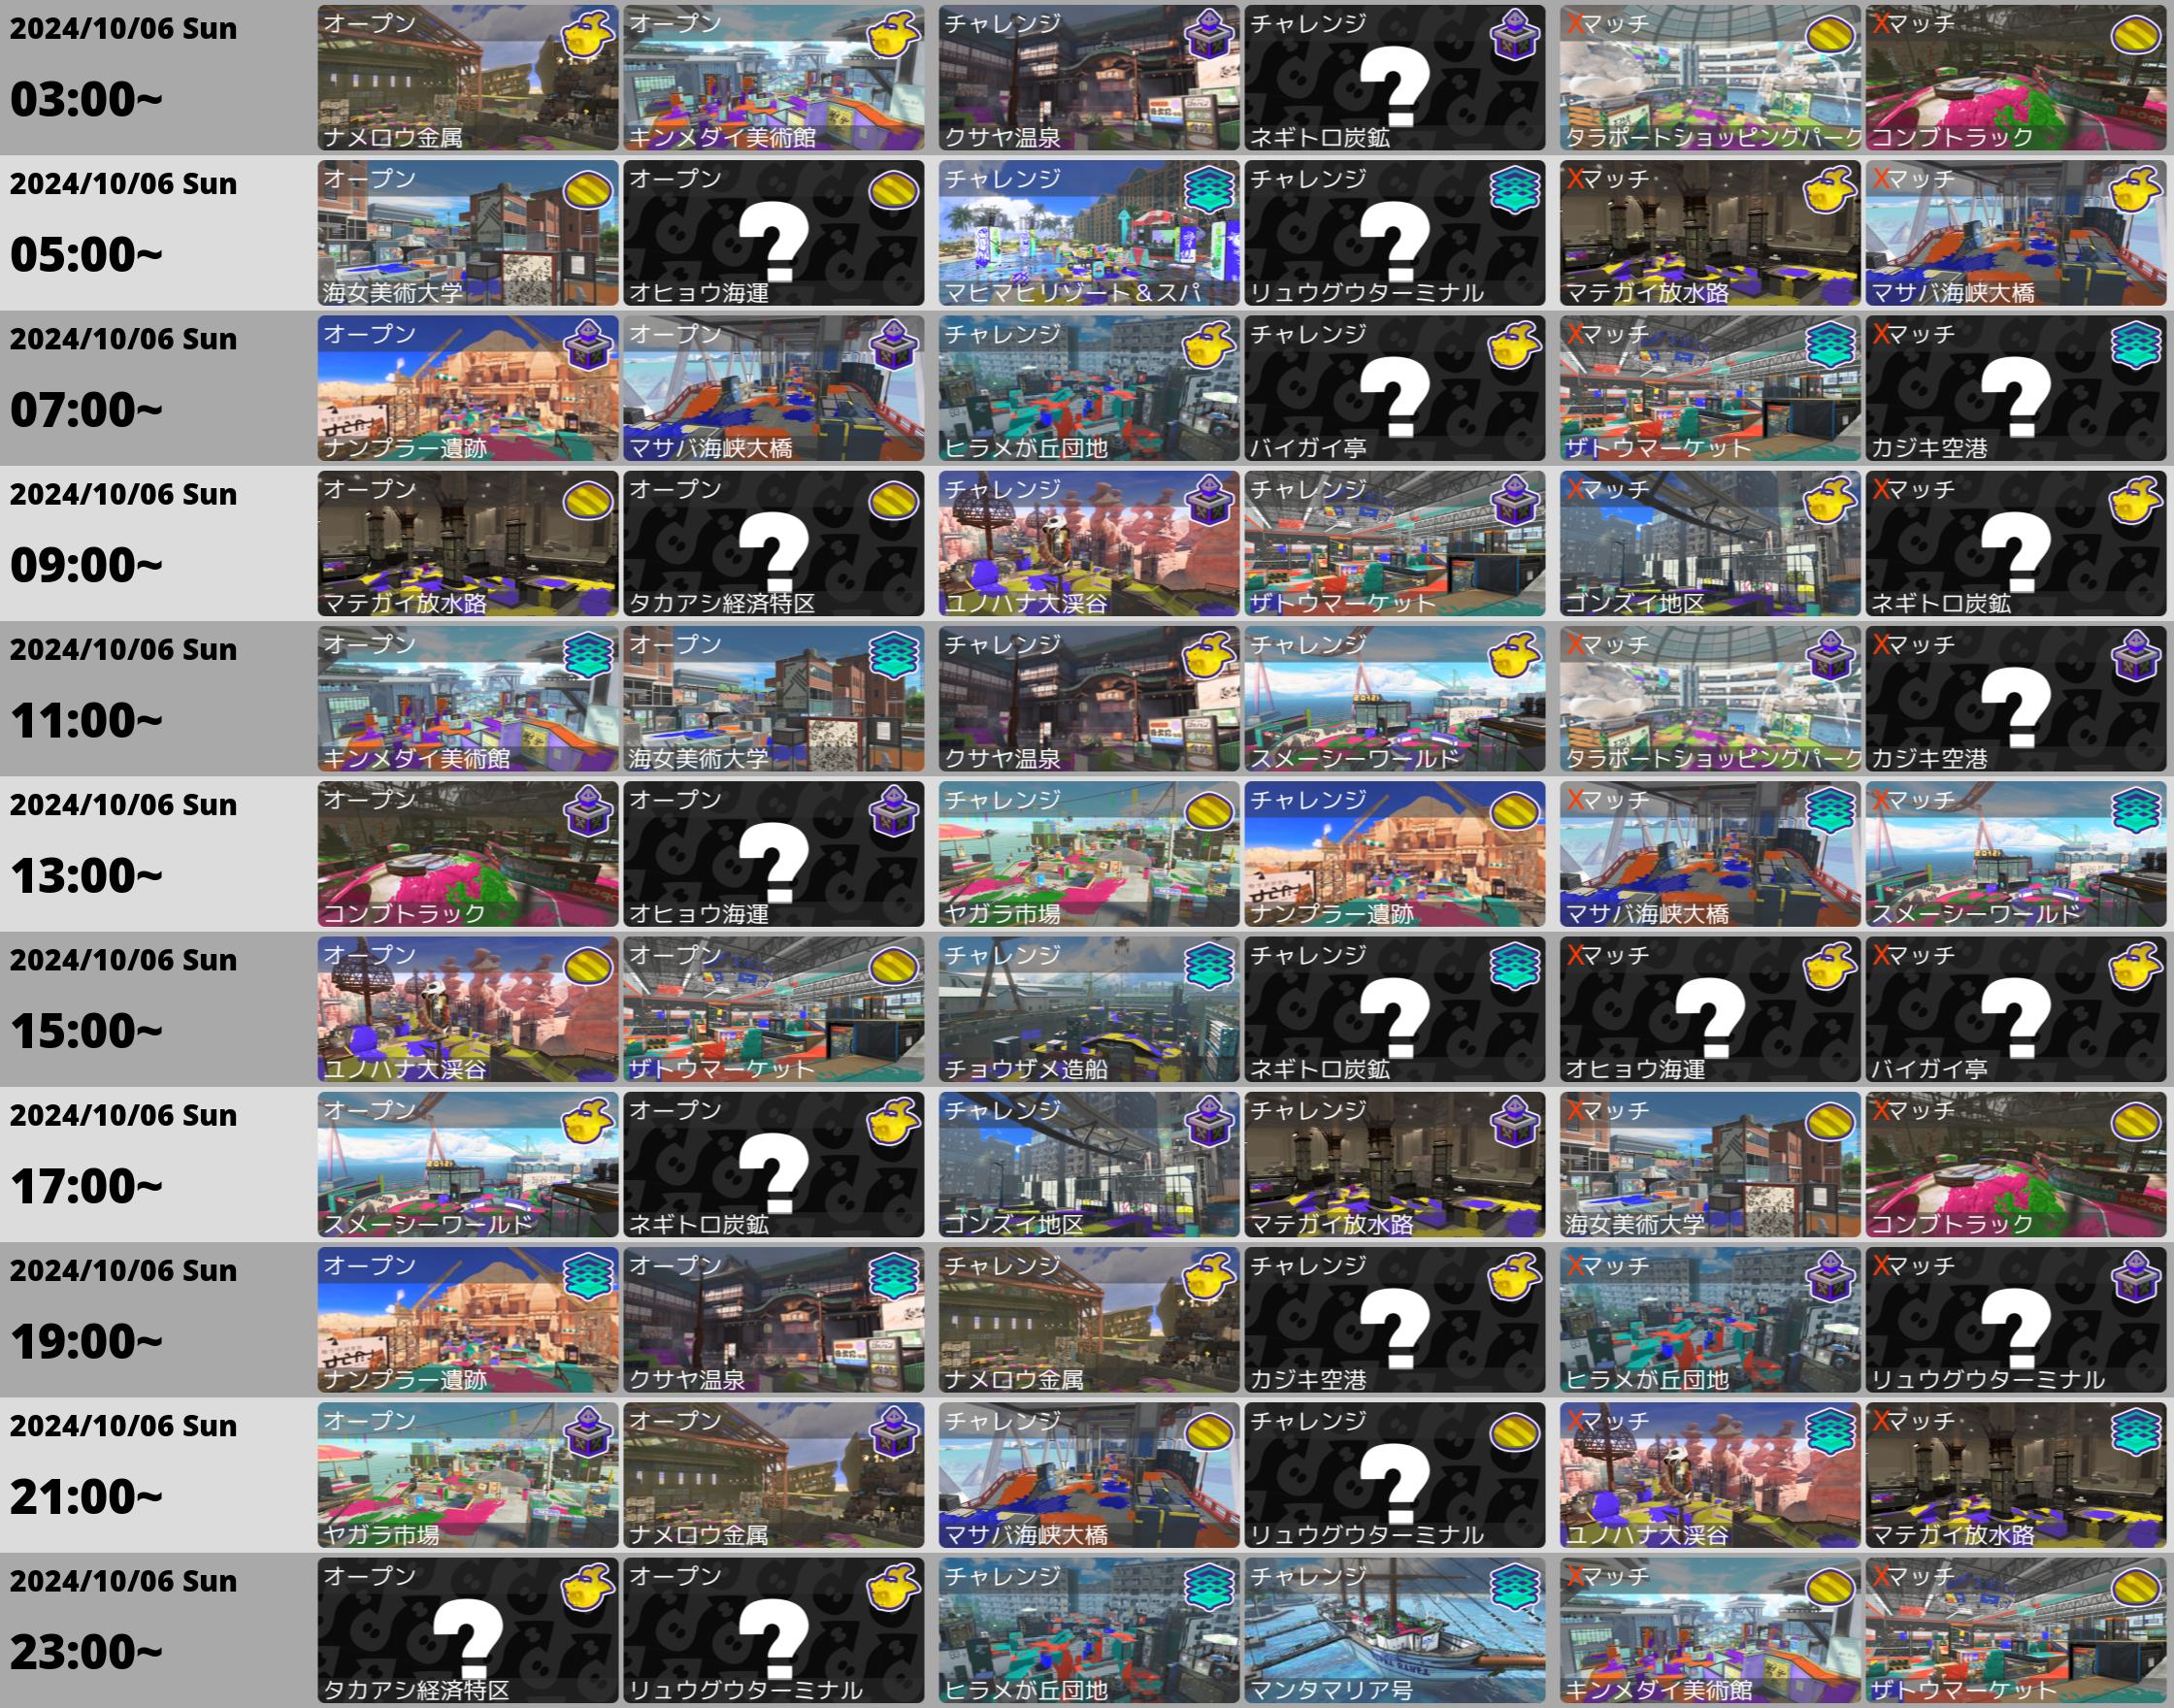 2024/10/06 Sun
03:00~
オープン
ナメロウ金属
オープン
キンメダイ美術館
チャレンジ
クサヤ温泉
チャレンジ
ネギトロ炭鉱
Xマッチ
タラポートショッピングパーク
Xマッチ
コンブトラック
2024/10/06 Sun
05:00~
オープン
海女美術大学
オープン
オヒョウ海運
チャレンジ
マヒマヒリゾート＆スパ
チャレンジ
リュウグウターミナル
Xマッチ
マテガイ放水路
Xマッチ
マサバ海峡大橋
2024/10/06 Sun
07:00~
オープン
ナンプラー遺跡
オープン
マサバ海峡大橋
チャレンジ
ヒラメが丘団地
チャレンジ
バイガイ亭
Xマッチ
ザトウマーケット
Xマッチ
カジキ空港
2024/10/06 Sun
09:00~
オープン
マテガイ放水路
オープン
タカアシ経済特区
チャレンジ
ユノハナ大渓谷
チャレンジ
ザトウマーケット
Xマッチ
ゴンズイ地区
Xマッチ
ネギトロ炭鉱
2024/10/06 Sun
11:00~
オープン
キンメダイ美術館
オープン
海女美術大学
チャレンジ
クサヤ温泉
チャレンジ
スメーシーワールド
Xマッチ
タラポートショッピングパーク
Xマッチ
カジキ空港
2024/10/06 Sun
13:00~
オープン
コンブトラック
オープン
オヒョウ海運
チャレンジ
ヤガラ市場
チャレンジ
ナンプラー遺跡
Xマッチ
マサバ海峡大橋
Xマッチ
スメーシーワールド
2024/10/06 Sun
15:00~
オープン
ユノハナ大渓谷
オープン
ザトウマーケット
チャレンジ
チョウザメ造船
チャレンジ
ネギトロ炭鉱
Xマッチ
オヒョウ海運
Xマッチ
バイガイ亭
2024/10/06 Sun
17:00~
オープン
スメーシーワールド
オープン
ネギトロ炭鉱
チャレンジ
ゴンズイ地区
チャレンジ
マテガイ放水路
Xマッチ
海女美術大学
Xマッチ
コンブトラック
2024/10/06 Sun
19:00~
オープン
ナンプラー遺跡
オープン
クサヤ温泉
チャレンジ
ナメロウ金属
チャレンジ
カジキ空港
Xマッチ
ヒラメが丘団地
Xマッチ
リュウグウターミナル
2024/10/06 Sun
21:00~
オープン
ヤガラ市場
オープン
ナメロウ金属
チャレンジ
マサバ海峡大橋
チャレンジ
リュウグウターミナル
Xマッチ
ユノハナ大渓谷
Xマッチ
マテガイ放水路
2024/10/06 Sun
23:00~
オープン
タカアシ経済特区
オープン
リュウグウターミナル
チャレンジ
ヒラメが丘団地
チャレンジ
マンタマリア号
Xマッチ
キンメダイ美術館
Xマッチ
ザトウマーケット